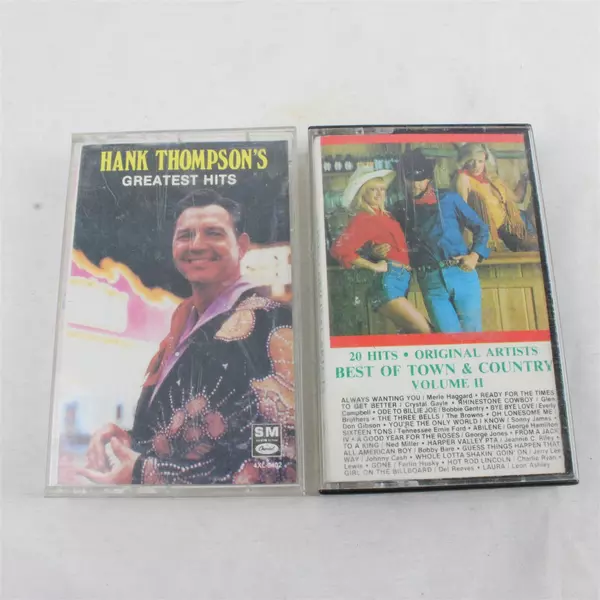 HANK THOMPSON'S
GREATEST HITS
SM
Capitol
20 HITS • ORIGINAL ARTISTS
BEST OF TOWN & COUNTRY
VOLUME II
ALWAYS WANTING YOU / Merle Haggard • READY FOR THE TIMES
TO GET BETTER / Crystal Gayle • RHINESTONE COWBOY / Glen
Campbell • ODE TO BILLIE JOE / Bobbie Gentry • BYE BYE LOVE / Everly
Brothers • THE THREE BELLS / The Browns • OH LONESOME ME
Don Gibson • YOU'RE THE ONLY WORLD I KNOW / Sonny James •
SIXTEEN TONS / Tennessee Ernie Ford • ABILENE / George Hamilton
IV • A GOOD YEAR FOR THE ROSES / George Jones • FROM A JACK
TO A KING / Ned Miller • HARPER VALLEY PTA / Jeannie C. Riley •
ALL AMERICAN BOY / Bobby Bare • GUESS THINGS HAPPEN THAT
WAY / Johnny Cash • WHOLE LOTTA SHAKIN' GOIN' ON / Jerry Lee
Lewis • GONE / Ferlin Husky • HOT ROD LINCOLN / Charlie Ryan •
GIRL ON THE BILLBOARD / Del Reeves • LAURA / Leon Ashley